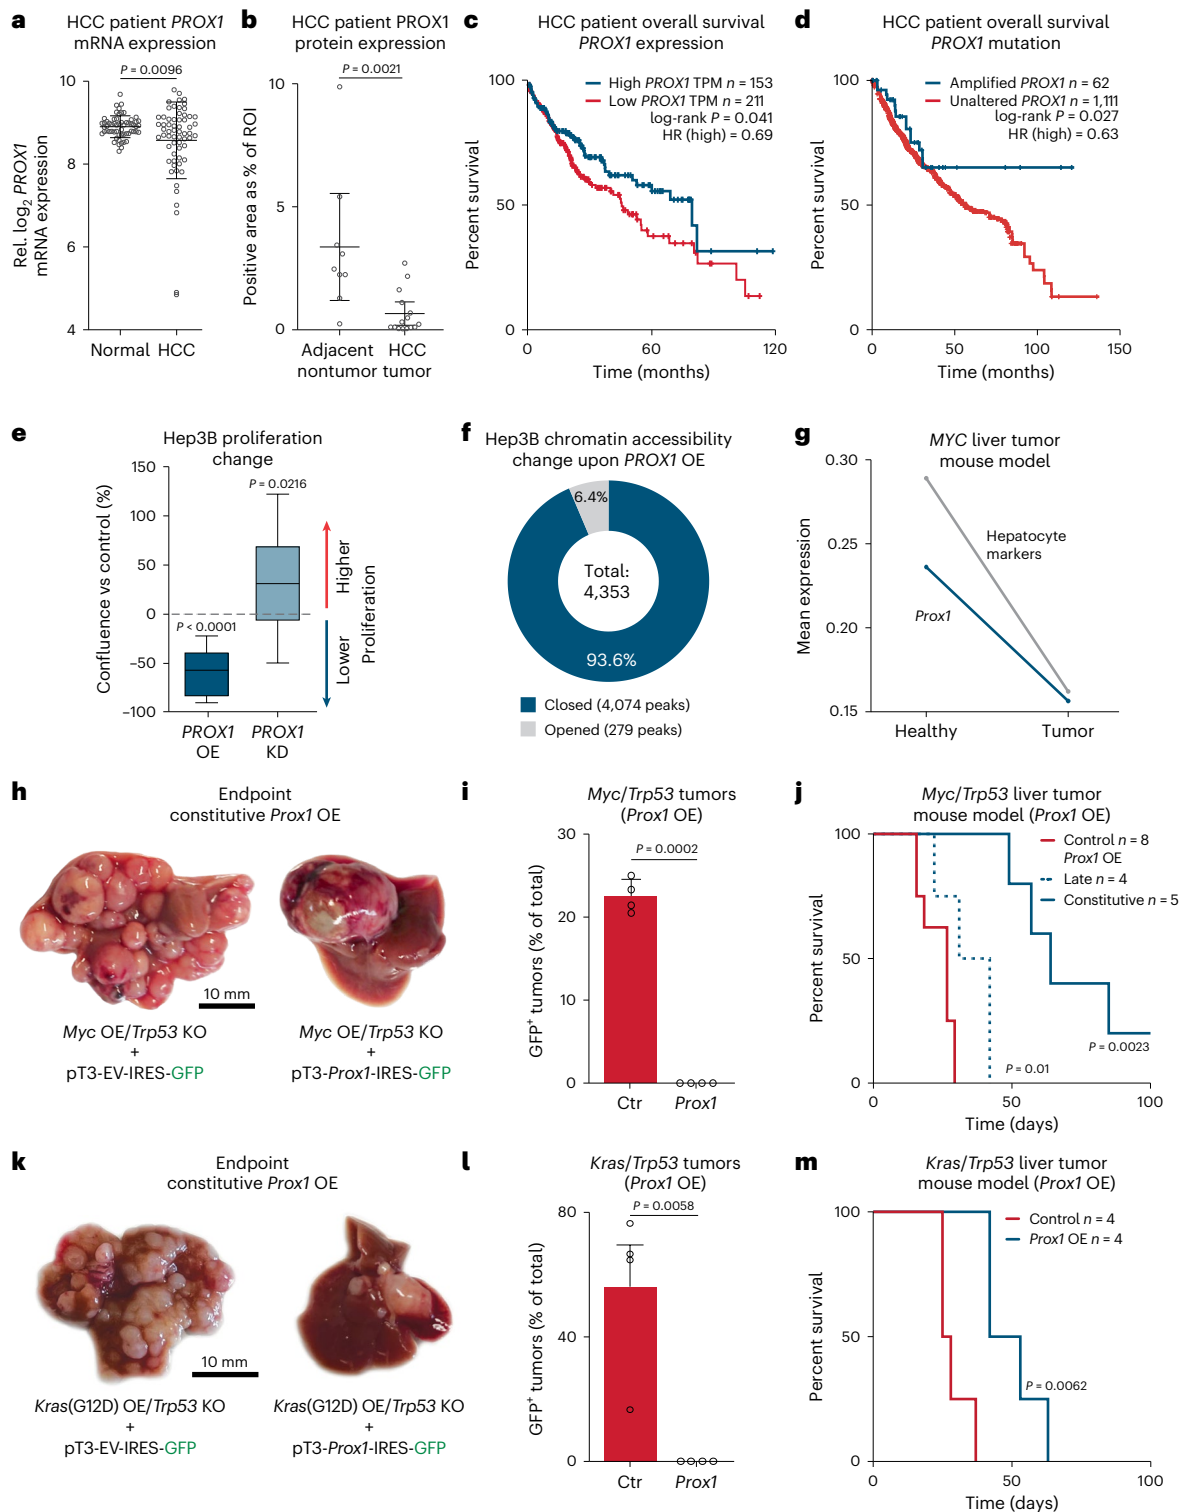 a
HCC patient PROX1
mRNA expression
P = 0.0096
10
8
6
4
Rel. log2 PROX1
mRNA expression
Normal HCC
b
HCC patient PROX1
protein expression
P = 0.0021
10
5
0
Positive area as % of ROI
Adjacent
nontumor
HCC
tumor
c
HCC patient overall survival
PROX1 expression
High PROX1 TPM n = 153
Low PROX1 TPM n = 211
log-rank P = 0.041
HR (high) = 0.69
100
50
0
Percent survival
0 60 120
Time (months)
d
HCC patient overall survival
PROX1 mutation
Amplified PROX1 n = 62
Unaltered PROX1 n = 1,111
log-rank P = 0.027
HR (high) = 0.63
100
50
0
Percent survival
0 50 100 150
Time (months)
e
Hep3B proliferation
change
150
100
50
0
−50
−100
Confluence vs control (%)
P = 0.0216
P < 0.0001
Higher
Lower
Proliferation
PROX1
OE
PROX1
KD
f
Hep3B chromatin accessibility
change upon PROX1 OE
6.4%
Total:
4,353
93.6%
Closed (4,074 peaks)
Opened (279 peaks)
g
MYC liver tumor
mouse model
0.30
0.25
0.20
0.15
Mean expression
Hepatocyte
markers
Prox1
Healthy Tumor
h
Endpoint
constitutive Prox1 OE
10 mm
Myc OE/Trp53 KO
+
pT3-EV-IRES-GFP
Myc OE/Trp53 KO
+
pT3-Prox1-IRES-GFP
i
Myc/Trp53 tumors
(Prox1 OE)
P = 0.0002
30
20
10
0
GFP+ tumors (% of total)
Ctr Prox1
j
Myc/Trp53 liver tumor
mouse model (Prox1 OE)
Control n = 8
Prox1 OE
Late n = 4
Constitutive n = 5
100
50
0
Percent survival
P = 0.0023
P = 0.01
0 50 100
Time (days)
k
Endpoint
constitutive Prox1 OE
10 mm
Kras(G12D) OE/Trp53 KO
+
pT3-EV-IRES-GFP
Kras(G12D) OE/Trp53 KO
+
pT3-Prox1-IRES-GFP
l
Kras/Trp53 tumors
(Prox1 OE)
P = 0.0058
80
40
0
GFP+ tumors (% of total)
Ctr Prox1
m
Kras/Trp53 liver tumor
mouse model (Prox1 OE)
Control n = 4
Prox1 OE n = 4
100
50
0
Percent survival
P = 0.0062
0 50 100
Time (days)